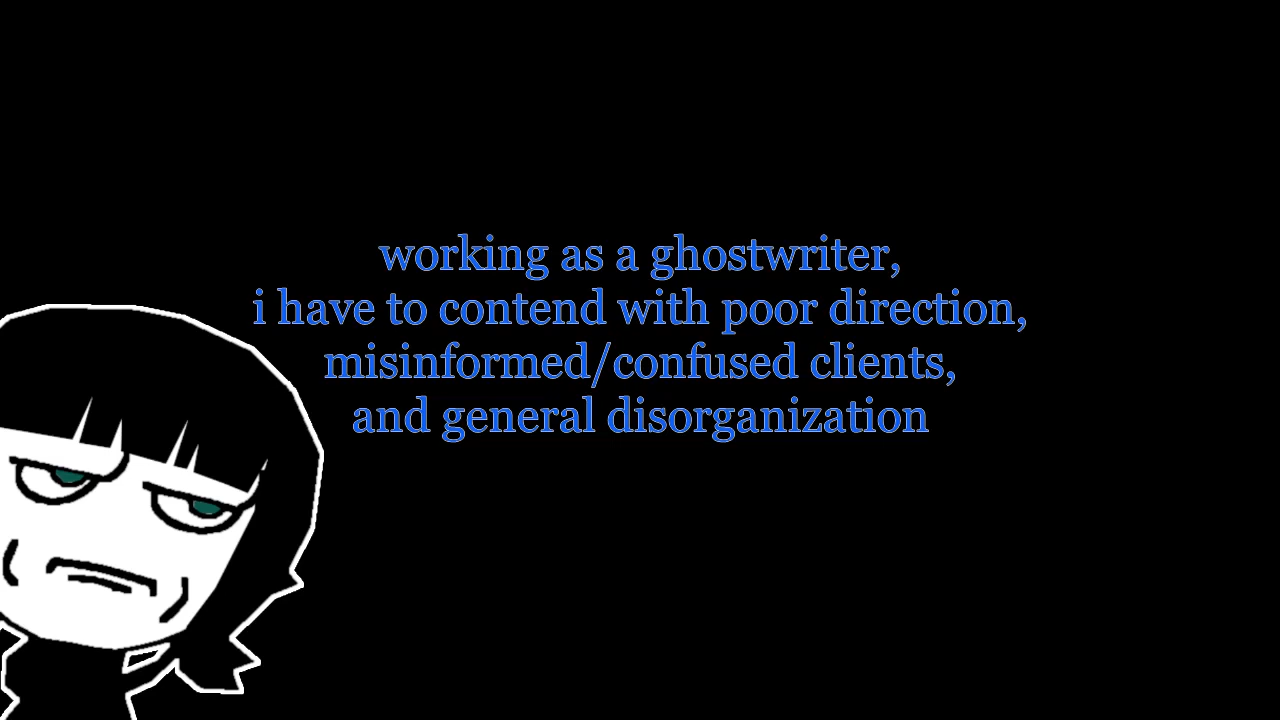 working as a ghostwriter,
i have to contend with poor direction,
misinformed/confused clients,
and general disorganization